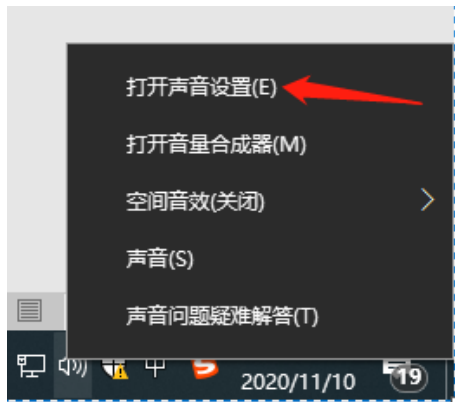 打开声音设置(E)
打开音量合成器(M)
空间音效(关闭)
声音(S)
声音问题疑难解答(T)
中
2020/11/10
19